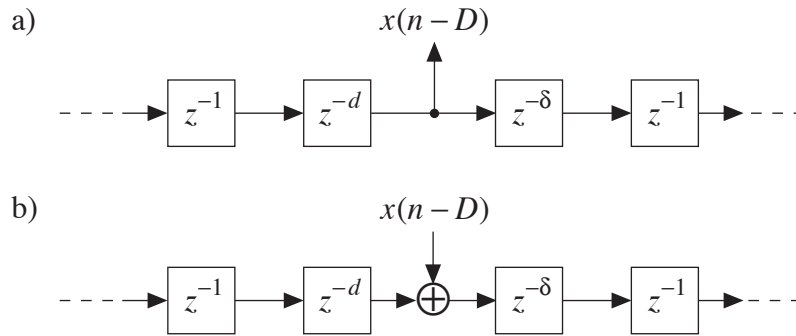 a)
x(n – D)
z⁻¹ z⁻ᵈ z⁻ᵟ z⁻¹
b)
x(n – D)
z⁻¹ z⁻ᵈ z⁻ᵟ z⁻¹